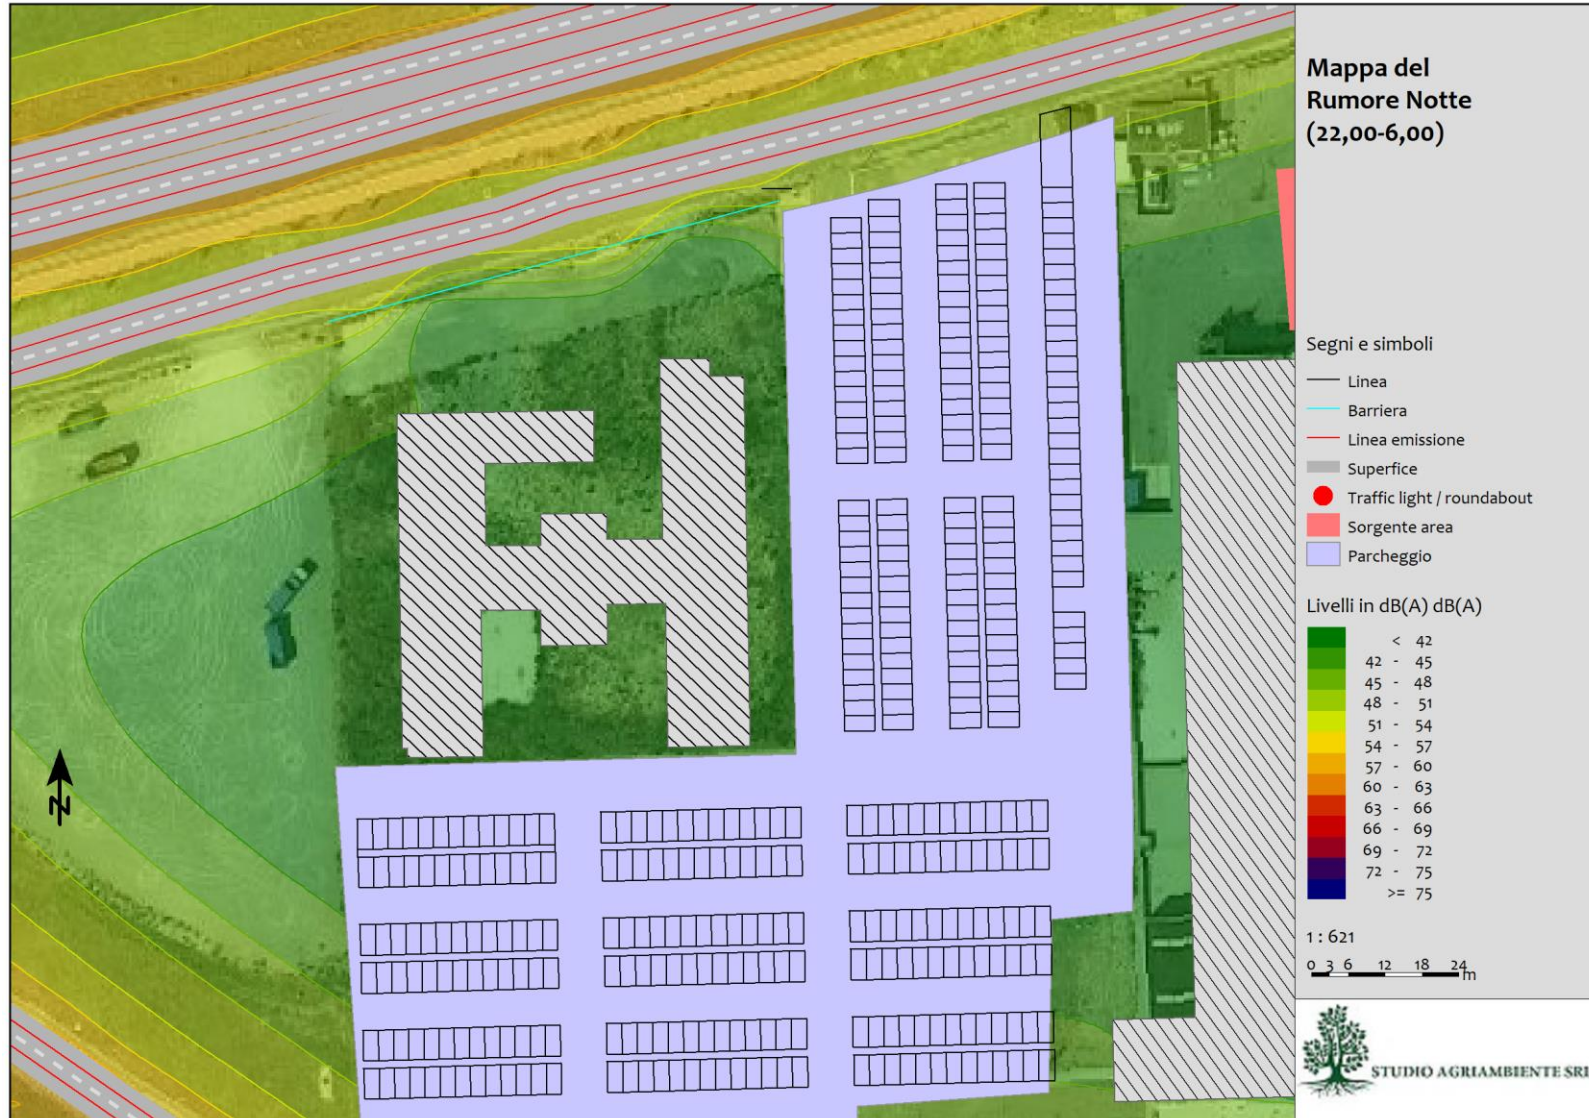 Mappa del
Rumore Notte
(22,00-6,00)
Segni e simboli
Linea
Barriera
Linea emissione
Superfice
Traffic light / roundabout
Sorgente area
Parcheggio
Livelli in dB(A) dB(A)
< 42
42 - 45
45 - 48
48 - 51
51 - 54
54 - 57
57 - 60
60 - 63
63 - 66
66 - 69
69 - 72
72 - 75
>= 75
1 : 621
0 3 6 12 18 24
m
N
STUDIO AGRIAMBIENTE SRL